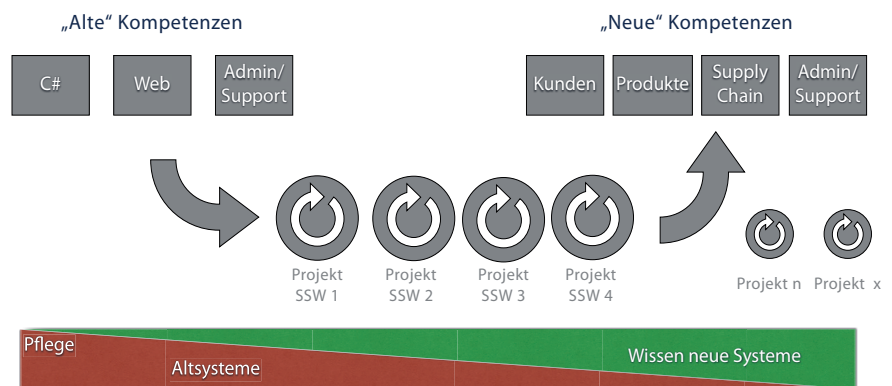 „Alte“ Kompetenzen
„Neue“ Kompetenzen
C#
Web
Admin/
Support
Kunden
Produkte
Supply
Chain
Admin/
Support
Projekt
SSW 1
Projekt
SSW 2
Projekt
SSW 3
Projekt
SSW 4
Projekt n
Projekt x
Pflege
Altsysteme
Wissen neue Systeme